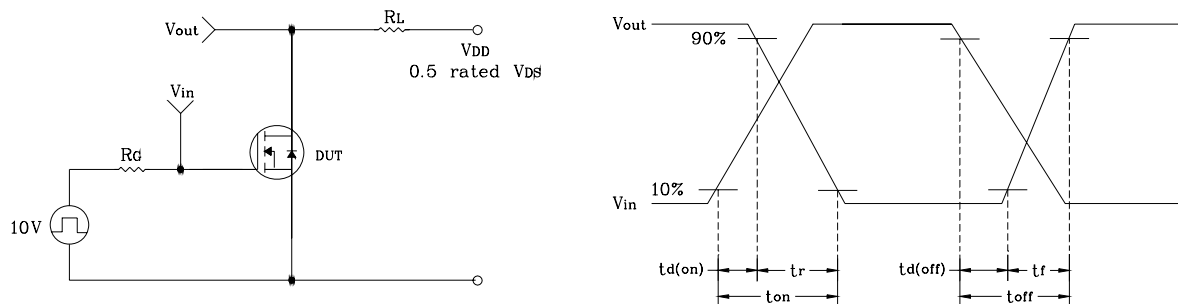 Vout
RL
VDD
0.5 rated VDS
Vin
RG
DUT
10V
Vout
90%
10%
Vin
td(on)
tr
ton
td(off)
tf
toff